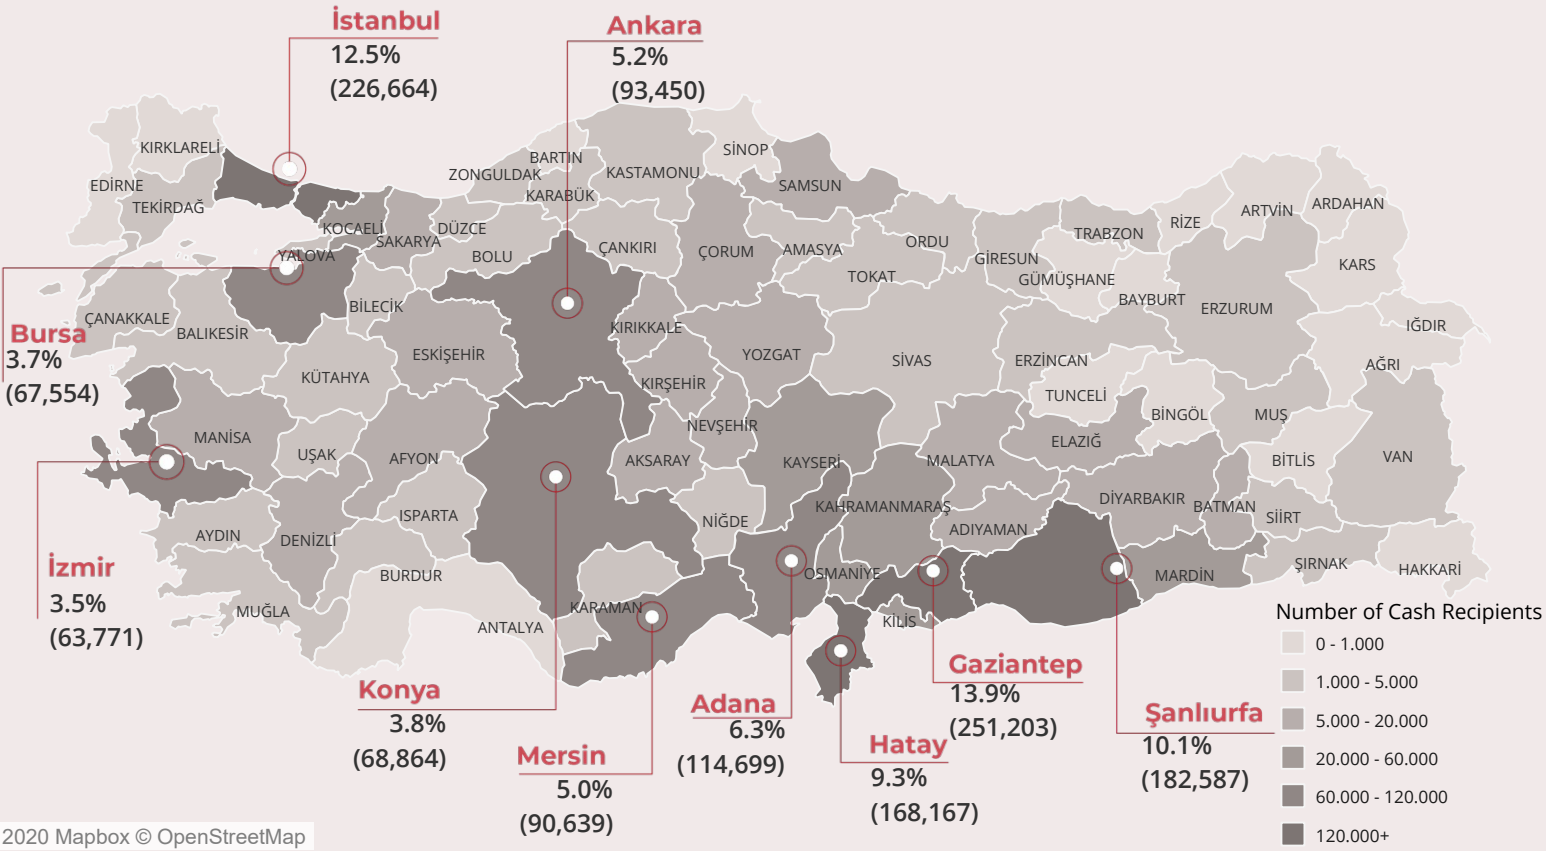 İstanbul
12.5%
(226,664)
Ankara
5.2%
(93,450)
KIRKLARELİ
EDİRNE
TEKİRDAĞ
BARTIN
ZONGULDAK
KARABÜK
KASTAMONU
SİNOP
SAMSUN
KOCAELİ
SAKARYA
DÜZCE
YALOVA
BOLU
ÇANKIRI
ÇORUM
AMASYA
ORDU
TOKAT
GİRESUN
GÜMÜŞHANE
TRABZON
RİZE
ARTVİN
ARDAHAN
KARS
BAYBURT
ERZURUM
IĞDIR
AĞRI
Bursa
3.7%
(67,554)
ÇANAKKALE
BALIKESİR
BİLECİK
ESKİŞEHİR
KÜTAHYA
KIRIKKALE
KIRŞEHİR
YOZGAT
SİVAS
ERZİNCAN
TUNCELİ
BİNGÖL
MUŞ
MANİSA
UŞAK
AFYON
NEVŞEHİR
AKSARAY
KAYSERİ
MALATYA
ELAZIĞ
BİTLİS
VAN
DİYARBAKIR
BATMAN
SİİRT
ŞIRNAK
HAKKARİ
MARDİN
ADIYAMAN
KAHRAMANMARAŞ
NİĞDE
ISPARTA
DENİZLİ
AYDIN
BURDUR
MUĞLA
ANTALYA
KARAMAN
OSMANİYE
KİLİS
İzmir
3.5%
(63,771)
Konya
3.8%
(68,864)
Mersin
5.0%
(90,639)
Adana
6.3%
(114,699)
Hatay
9.3%
(168,167)
Gaziantep
13.9%
(251,203)
Şanlıurfa
10.1%
(182,587)
Number of Cash Recipients
0 - 1.000
1.000 - 5.000
5.000 - 20.000
20.000 - 60.000
60.000 - 120.000
120.000+
2020 Mapbox © OpenStreetMap